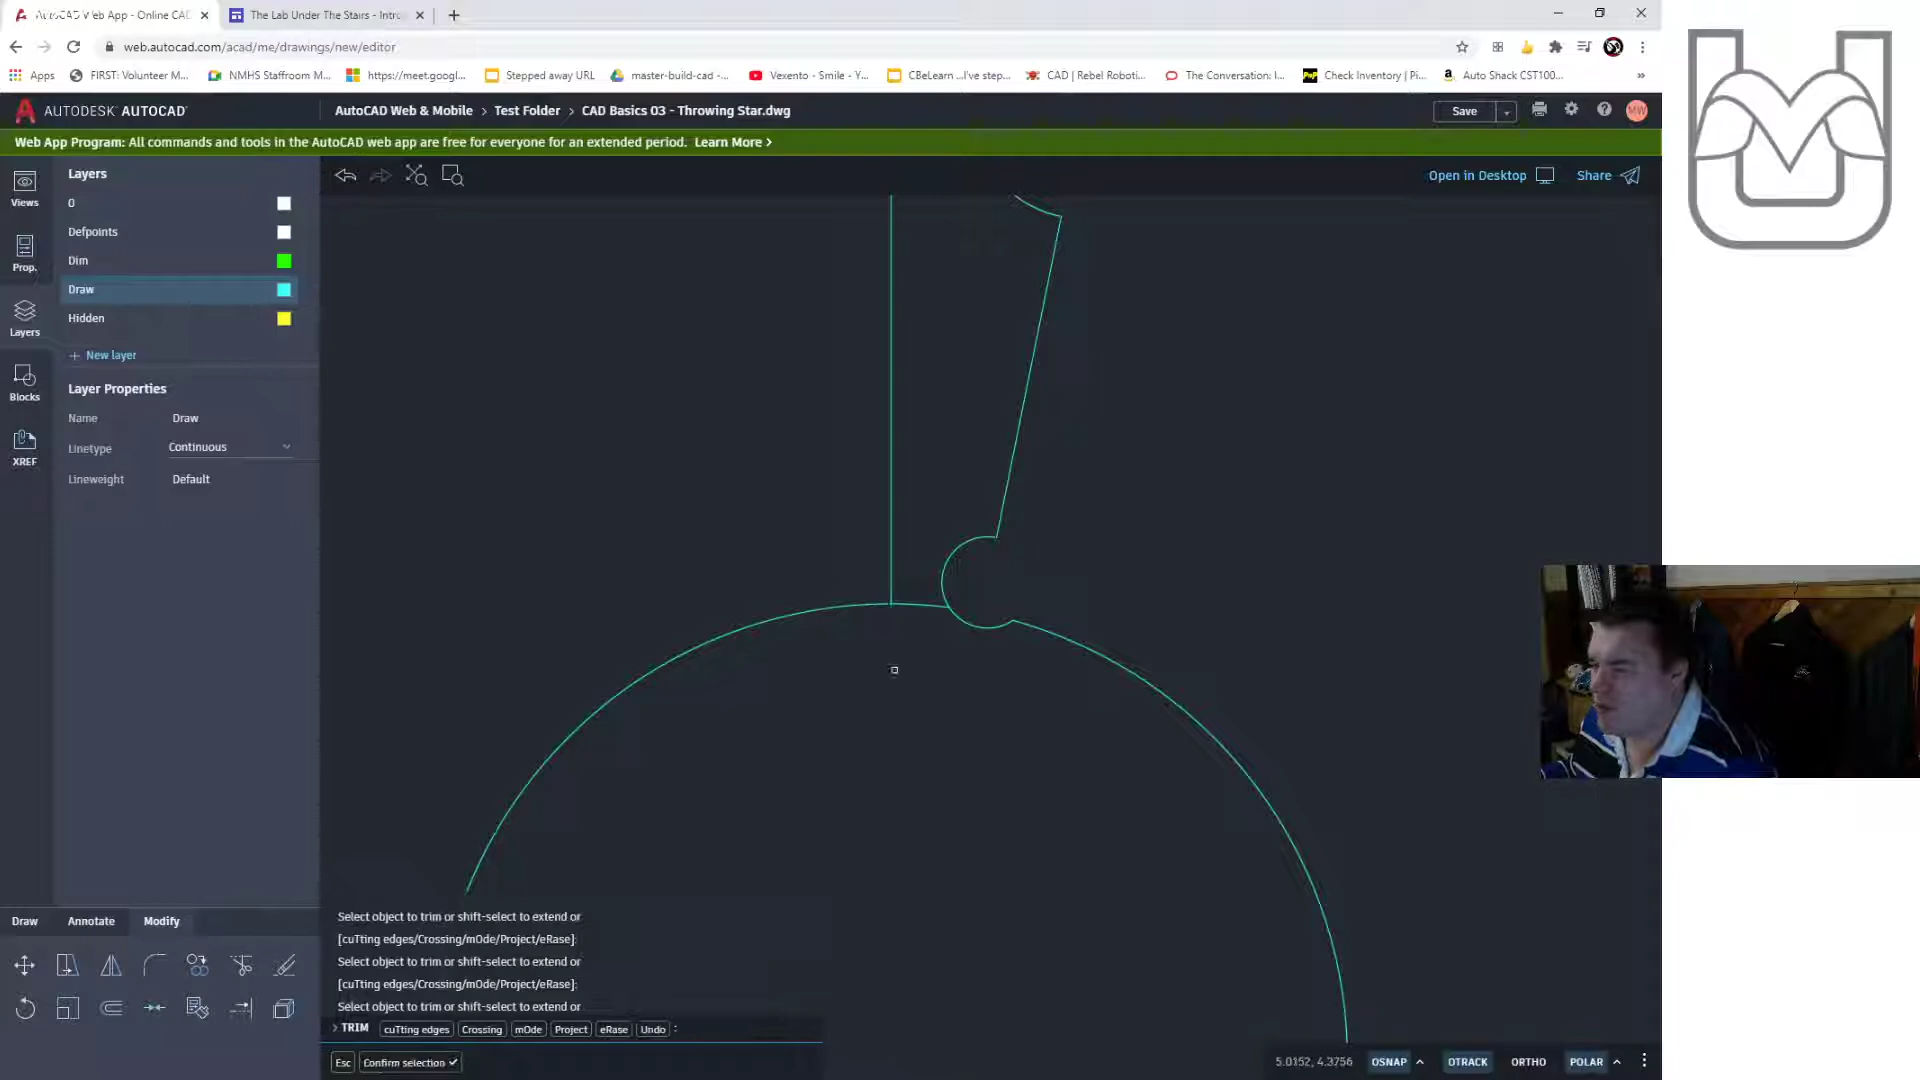 AutoCAD Web App - Online CAD
The Lab Under The Stairs - Intro
web.autocad.com/acad/me/drawings/new/editor
Apps
FIRST: Volunteer M...
NMHS Staffroom M...
https://meet.googl...
Stepped away URL
master-build-cad -...
Vexento - Smile - Y...
CBeLearn ...I've step...
CAD | Rebel Roboti...
The Conversation: I...
Check Inventory | Pi...
Auto Shack CST100...
»
AUTODESK AUTOCAD
AutoCAD Web & Mobile > Test Folder > CAD Basics 03 - Throwing Star.dwg
Save
MW
Web App Program: All commands and tools in the AutoCAD web app are free for everyone for an extended period. Learn More >
Views
Prop.
Layers
Blocks
XREF
Layers
0
Defpoints
Dim
Draw
Hidden
+ New layer
Layer Properties
Name Draw
Linetype Continuous
Lineweight Default
Open in Desktop
Share
Draw Annotate Modify
Select object to trim or shift-select to extend or
[cuTting edges/Crossing/mOde/Project/eRase]:
Select object to trim or shift-select to extend or
[cuTting edges/Crossing/mOde/Project/eRase]:
Select object to trim or shift-select to extend or
> TRIM cuTting edges Crossing mOde Project eRase Undo :
Esc Confirm selection
5.0152, 4.3756 OSNAP OTRACK ORTHO POLAR